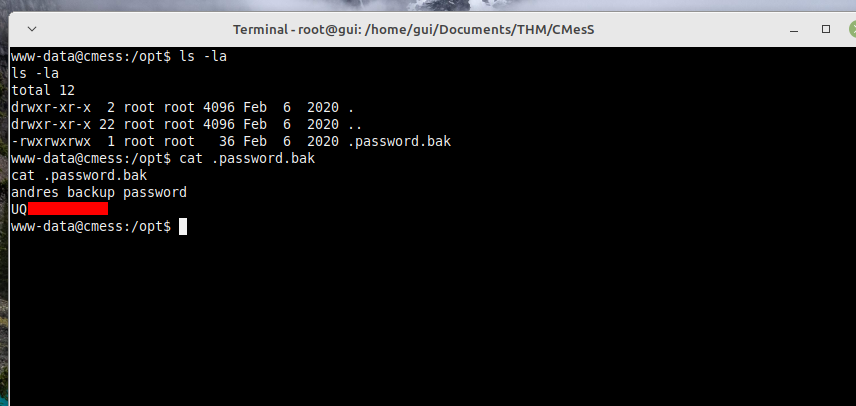 Terminal - root@gui: /home/gui/Documents/THM/CMesS
www-data@cmess:/opt$ ls -la
ls -la
total 12
drwxr-xr-x  2 root root 4096 Feb  6  2020 .
drwxr-xr-x 22 root root 4096 Feb  6  2020 ..
-rwxrwxrwx  1 root root   36 Feb  6  2020 .password.bak
www-data@cmess:/opt$ cat .password.bak
cat .password.bak
andres backup password
UQ
www-data@cmess:/opt$